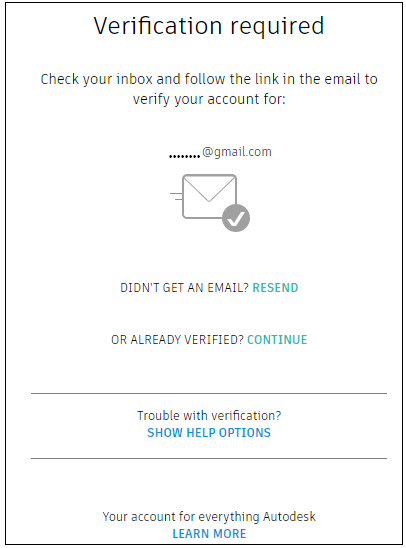 Verification required
Check your inbox and follow the link in the email to
verify your account for:
........@gmail.com
DIDN'T GET AN EMAIL? RESEND
OR ALREADY VERIFIED? CONTINUE
Trouble with verification?
SHOW HELP OPTIONS
Your account for everything Autodesk
LEARN MORE